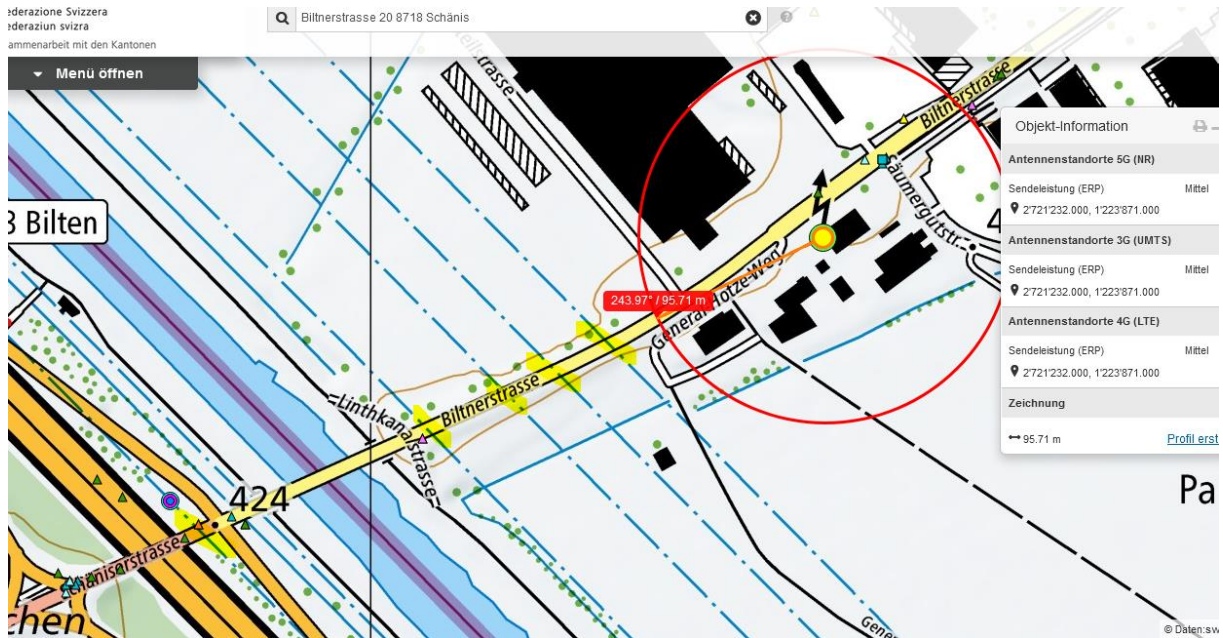 ederazione Svizzera
ederaziun svizra
ammenarbeit mit den Kantonen
Biltnerstrasse 20 8718 Schänis
Menü öffnen
Biltnerstrasse
Objekt-Information
Antennenstandorte 5G (NR)
Sendeleistung (ERP) Mittel
2'721'232.000, 1'223'871.000
Antennenstandorte 3G (UMTS)
Sendeleistung (ERP) Mittel
2'721'232.000, 1'223'871.000
Antennenstandorte 4G (LTE)
Sendeleistung (ERP) Mittel
2'721'232.000, 1'223'871.000
Zeichnung
95.71 m Profil erst
Bilten
Säumergutstr.
4
243.97° / 95.71 m
General-Hotze-Weg
Biltnerstrasse
Linthkanalstrasse
424
Pa
häniserstrasse
chen
Gene
© Daten:sw